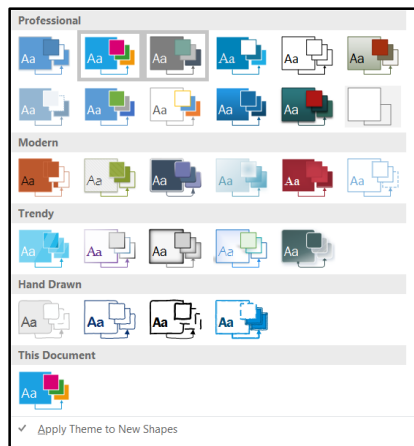 Professional
Aa Aa Aa Aa Aa Aa
Aa Aa Aa Aa Aa
Modern
Aa Aa Aa Aa Aa Aa
Trendy
Aa Aa Aa Aa Aa
Hand Drawn
Aa Aa Aa Aa
This Document
Aa
✓ Apply Theme to New Shapes